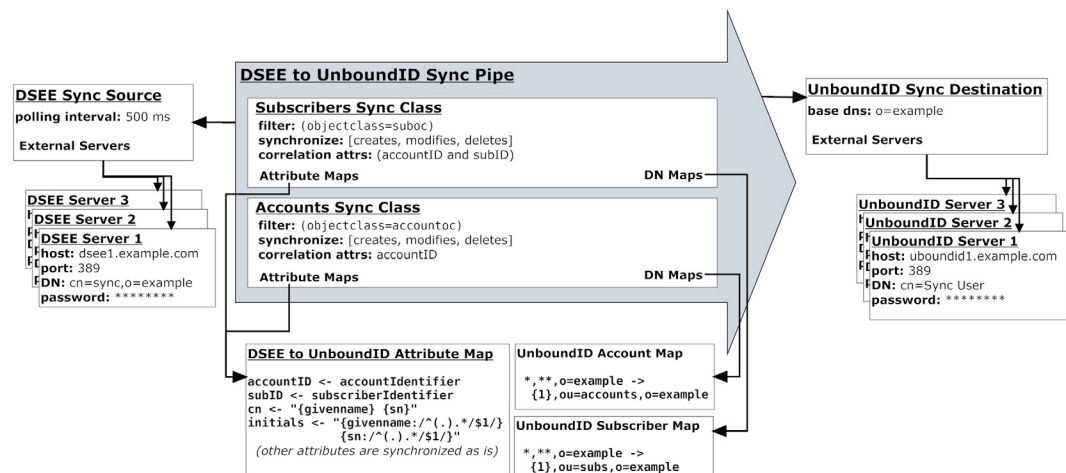 DSEE to UnboundID Sync Pipe
DSEE Sync Source
polling interval: 500 ms
External Servers
DSEE Server 3
DSEE Server 2
DSEE Server 1
host: dsee1.example.com
port: 389
DN: cn=sync,o=example
password: ********
Subscribers Sync Class
filter: (objectclass=suboc)
synchronize: [creates, modifies, deletes]
correlation attrs: (accountID and subID)
Attribute Maps
DN Maps
Accounts Sync Class
filter: (objectclass=accountoc)
synchronize: [creates, modifies, deletes]
correlation attrs: accountID
Attribute Maps
DN Maps
UnboundID Sync Destination
base dns: o=example
External Servers
UnboundID Server 3
UnboundID Server 2
UnboundID Server 1
host: uboundid1.example.com
port: 389
DN: cn=Sync User
password: ********
DSEE to UnboundID Attribute Map
accountID <- accountIdentifier
subID <- subscriberIdentifier
cn <- "{givenname} {sn}"
initials <- "{givenname:/^(.).*/$1/}
{sn:/^(.).*/$1/}"
(other attributes are synchronized as is)
UnboundID Account Map
*,**,o=example ->
{1},ou=accounts,o=example
UnboundID Subscriber Map
*,**,o=example ->
{1},ou=subs,o=example